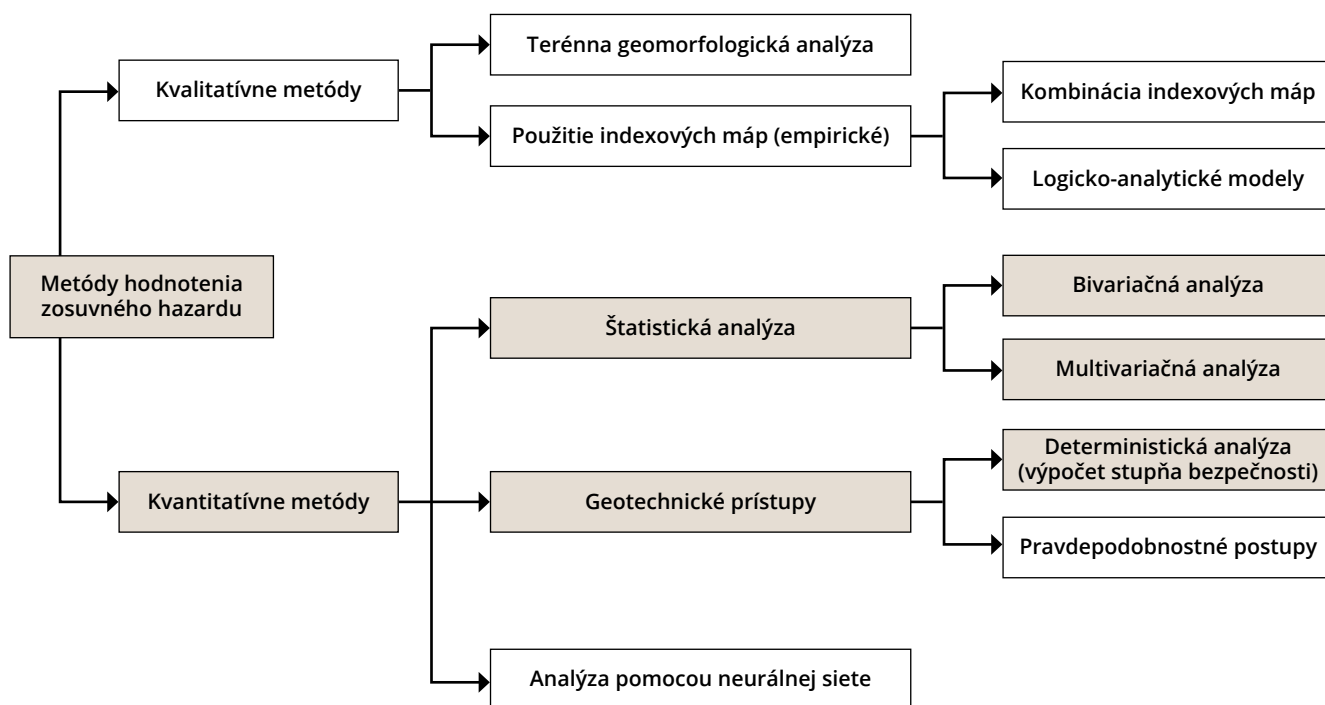 Terénna geomorfologická analýza
Kvalitatívne metódy
Kombinácia indexových máp
Použitie indexových máp (empirické)
Logicko-analytické modely
Metódy hodnotenia
zosuvného hazardu
Bivariačná analýza
Štatistická analýza
Multivariačná analýza
Deterministická analýza
(výpočet stupňa bezpečnosti)
Kvantitatívne metódy
Geotechnické prístupy
Pravdepodobnostné postupy
Analýza pomocou neurálnej siete